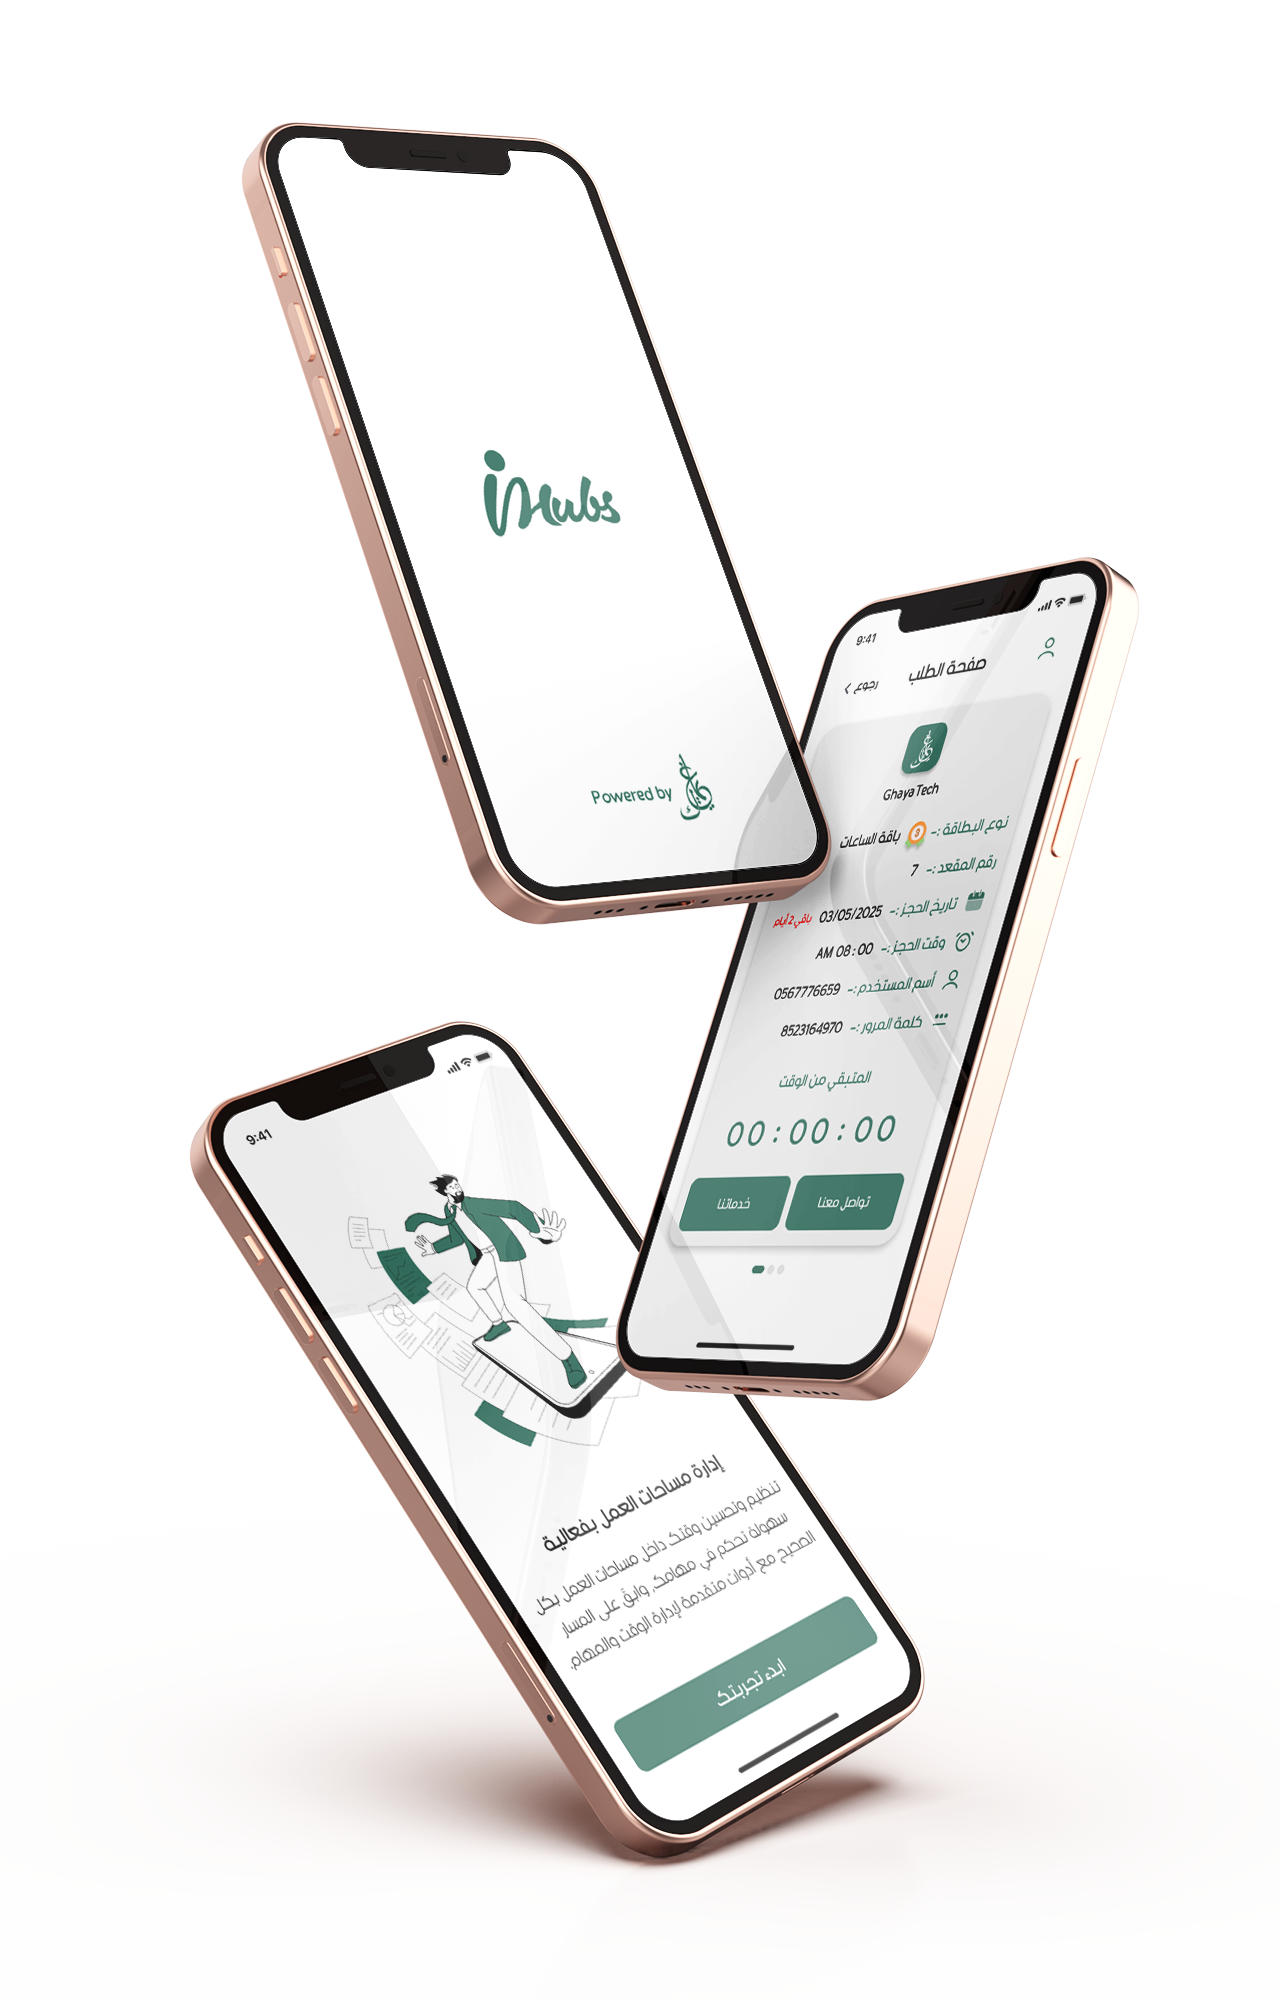 inHubs
Powered by
9:41
صفحة الطلب
رجوع
Ghaya Tech
نوع البطاقة :- باقة الساعات
رقم المقعد :- 7
تاريخ الحجز :- 03/05/2025 باقي 2 أيام
وقت الحجز :- 00 : 08 AM
أسم المستخدم :- 0567776659
كلمة المرور :- 8523164970
المتبقي من الوقت
00 : 00 : 00
تواصل معنا
خدماتنا
9:41
إدارة مساحات العمل بفعالية
تنظيم وتحسين وقتك داخل مساحات العمل بكل
سهولة تحكم في مهامك, وابقَ على المسار
الصحيح مع أدوات متقدمة لإدارة الوقت والمهام.
ابدء تجربتك